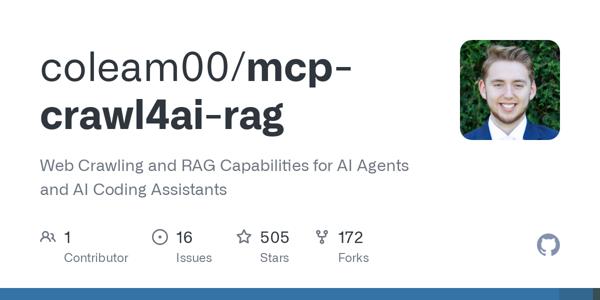 coleam00/mcp-
crawl4ai-rag
Web Crawling and RAG Capabilities for AI Agents
and AI Coding Assistants
1 16 505 172
Contributor Issues Stars Forks